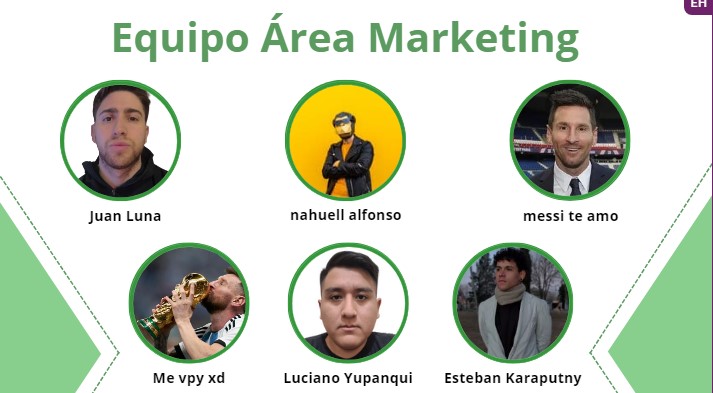 EH
Equipo Área Marketing
Juan Luna
nahuell alfonso
messi te amo
Me vpy xd
Luciano Yupanqui
Esteban Karaputny